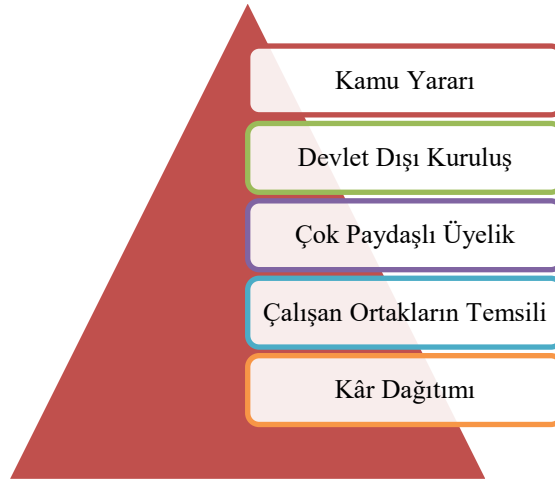 Kamu Yararı
Devlet Dışı Kuruluş
Çok Paydaşlı Üyelik
Çalışan Ortakların Temsili
Kâr Dağıtımı